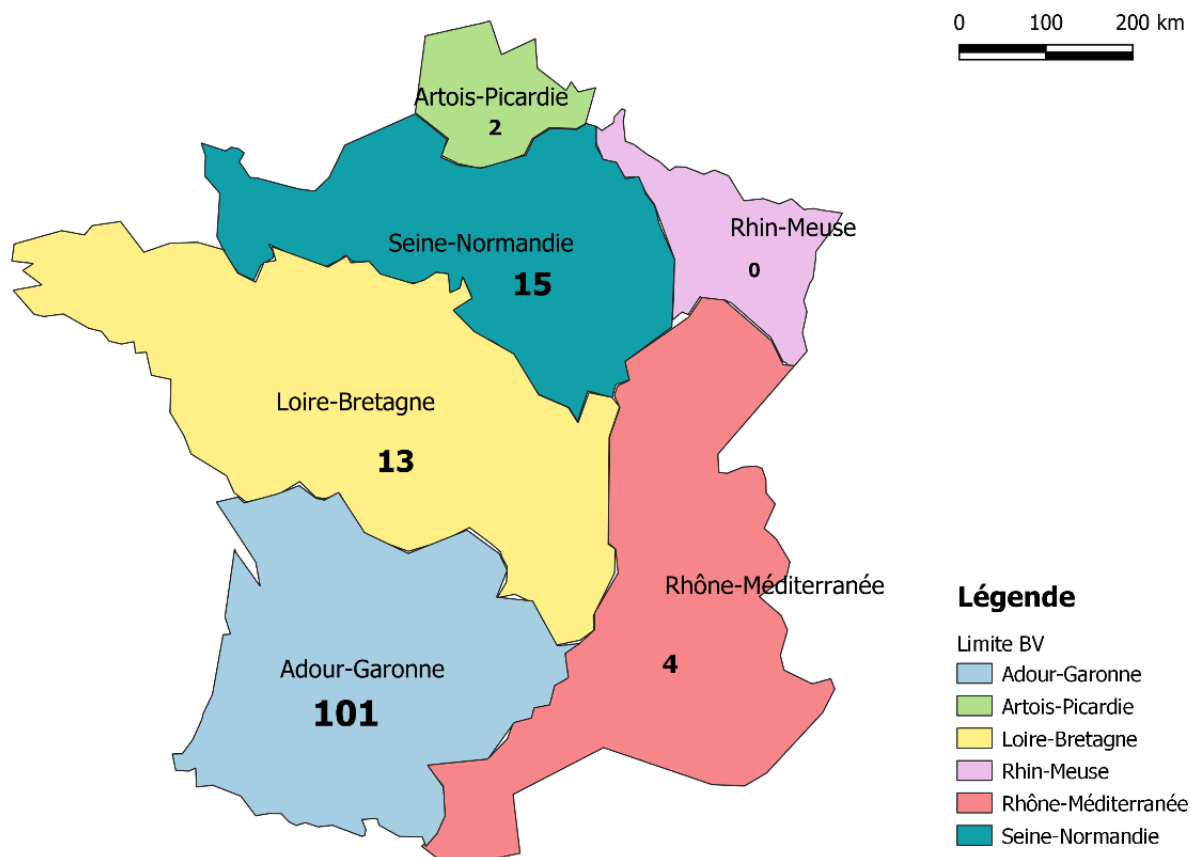 0 100 200 km
Artois-Picardie
2
Rhin-Meuse
0
Seine-Normandie
15
Loire-Bretagne
13
Rhône-Méditerranée
4
Adour-Garonne
101
Légende
Limite BV
Adour-Garonne
Artois-Picardie
Loire-Bretagne
Rhin-Meuse
Rhône-Méditerranée
Seine-Normandie